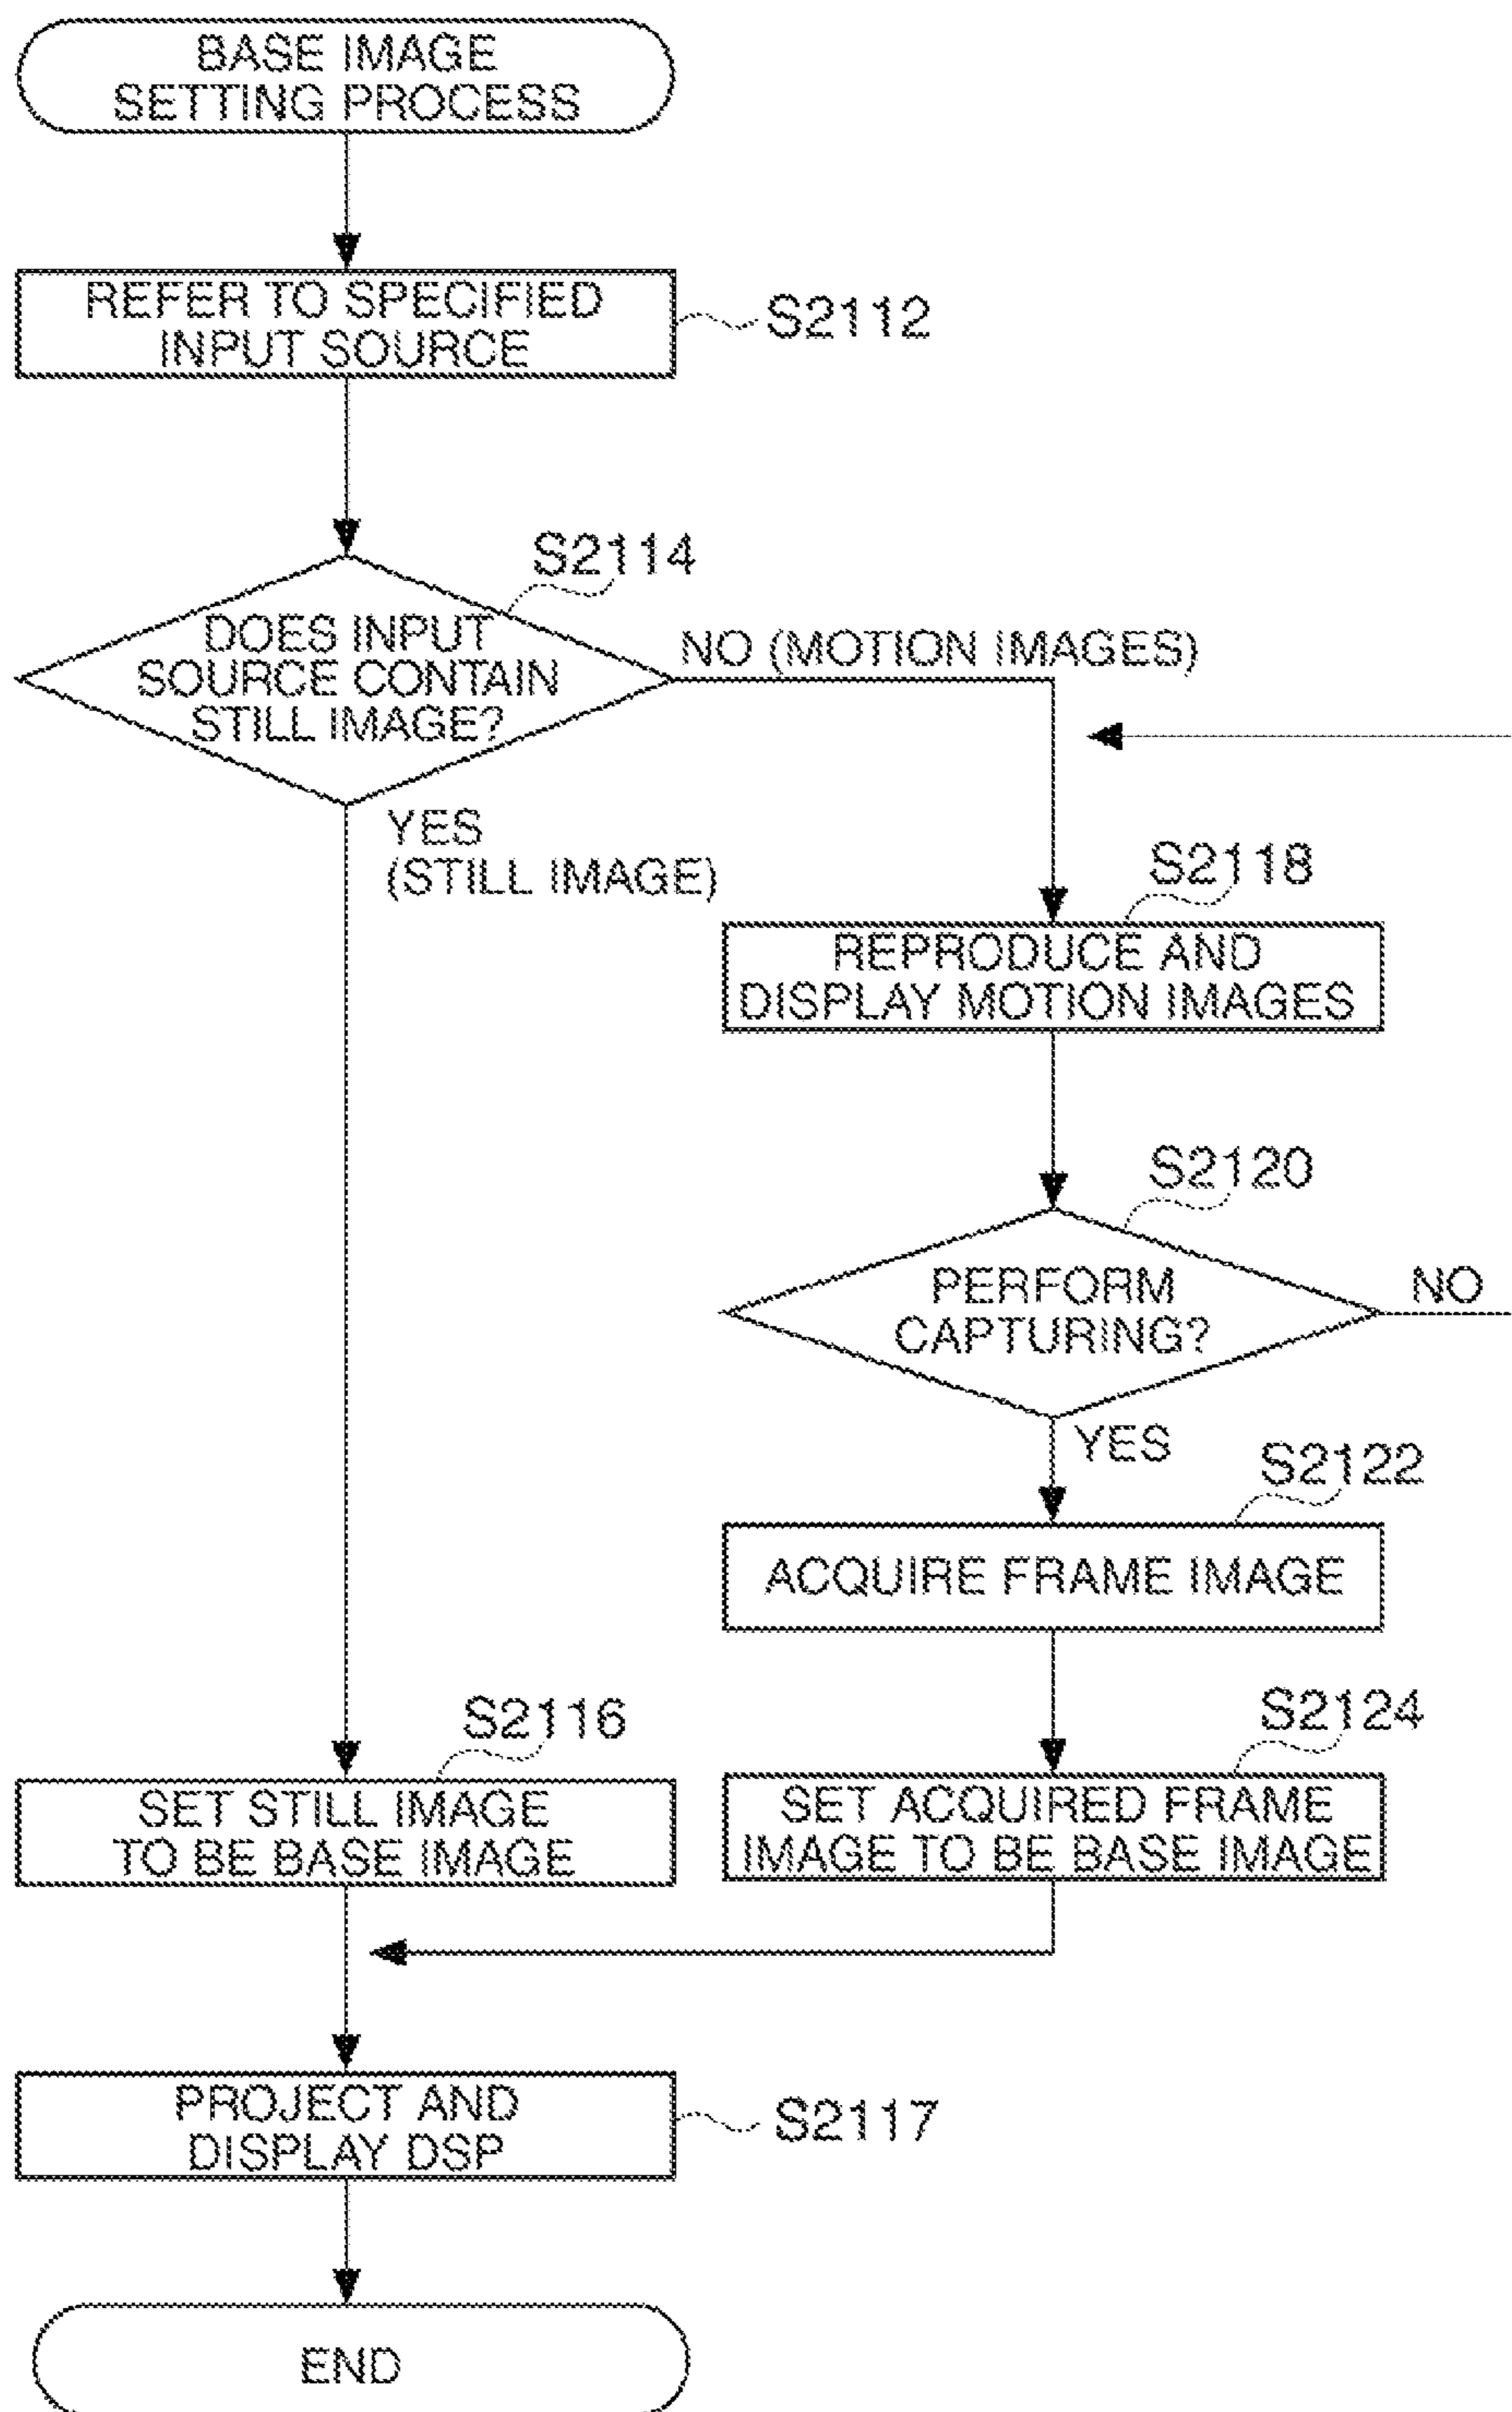 BASE IMAGE
SETTING PROCESS
REFER TO SPECIFIED
INPUT SOURCE
S2112
S2114
DOES INPUT
SOURCE CONTAIN
STILL IMAGE?
NO (MOTION IMAGES)
YES
(STILL IMAGE)
S2118
REPRODUCE AND
DISPLAY MOTION IMAGES
S2120
PERFORM
CAPTURING?
NO
YES
S2122
ACQUIRE FRAME IMAGE
S2116
SET STILL IMAGE
TO BE BASE IMAGE
S2124
SET ACQUIRED FRAME
IMAGE TO BE BASE IMAGE
PROJECT AND
DISPLAY DSP
S2117
END